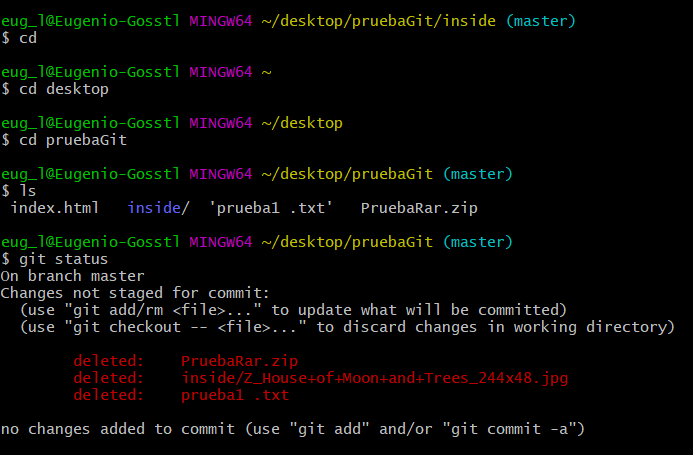 eug_l@Eugenio-Gosstl MINGW64 ~/desktop/pruebaGit/inside (master)
$ cd
eug_l@Eugenio-Gosstl MINGW64 ~
$ cd desktop
eug_l@Eugenio-Gosstl MINGW64 ~/desktop
$ cd pruebaGit
eug_l@Eugenio-Gosstl MINGW64 ~/desktop/pruebaGit (master)
$ ls
index.html   inside/  'prueba1 .txt'   PruebaRar.zip
eug_l@Eugenio-Gosstl MINGW64 ~/desktop/pruebaGit (master)
$ git status
On branch master
Changes not staged for commit:
  (use "git add/rm <file>..." to update what will be committed)
  (use "git checkout -- <file>..." to discard changes in working directory)
        deleted:    PruebaRar.zip
        deleted:    inside/Z_House+of+Moon+and+Trees_244x48.jpg
        deleted:    prueba1 .txt
no changes added to commit (use "git add" and/or "git commit -a")